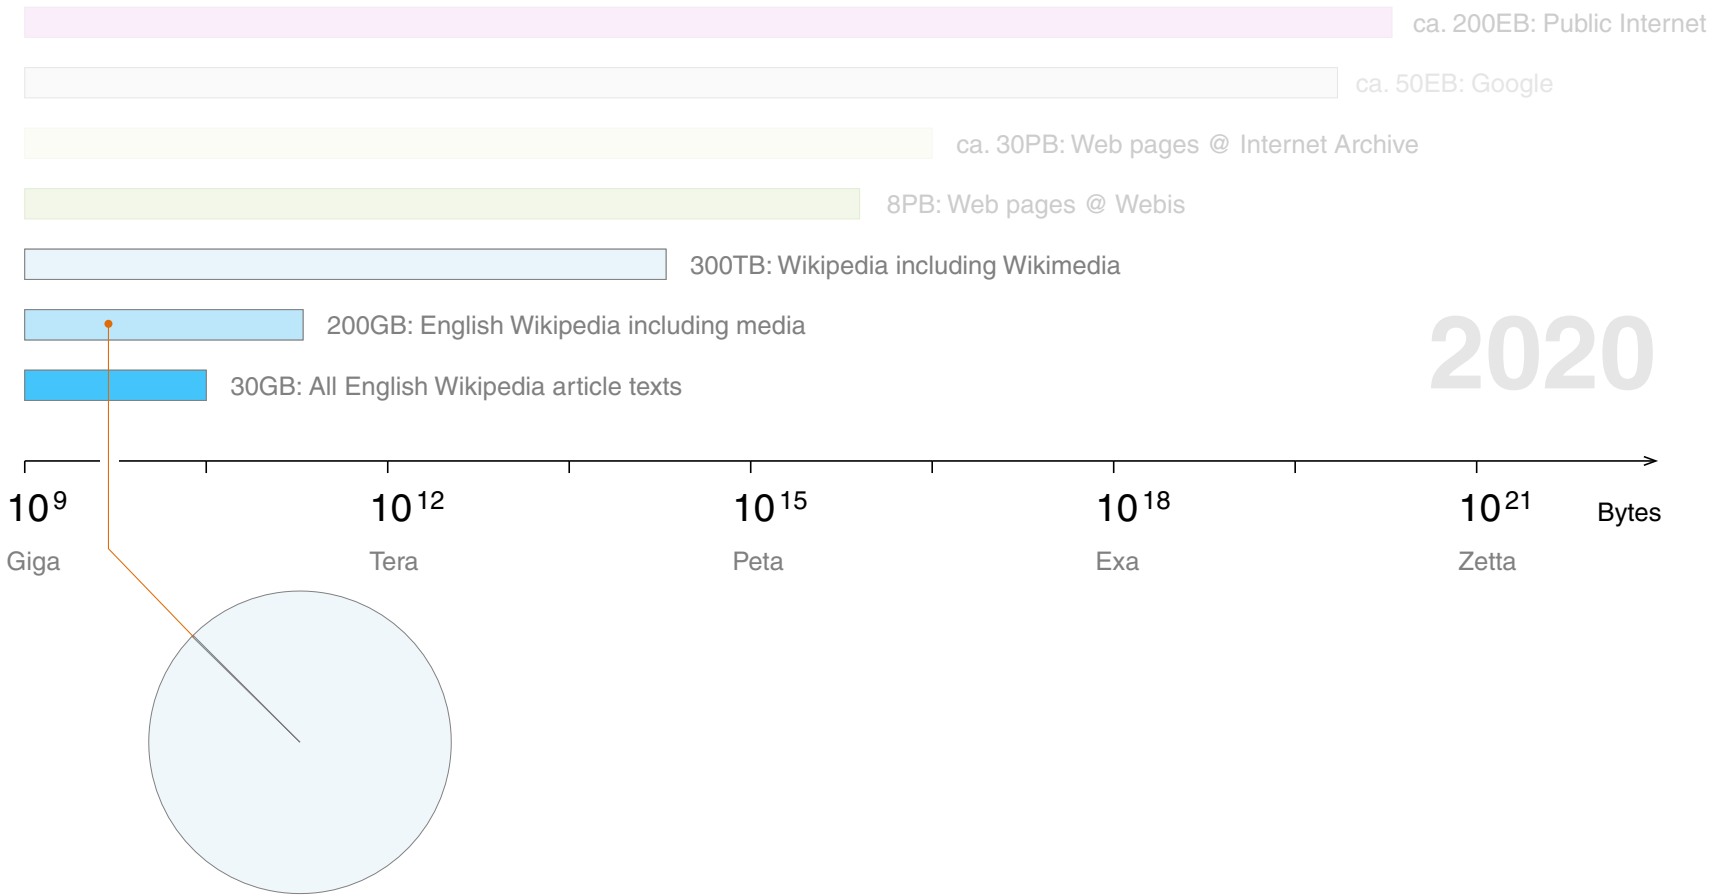 ca. 200EB: Public Internet
ca. 50EB: Google
ca. 30PB: Web pages @ Internet Archive
8PB: Web pages @ Webis
300TB: Wikipedia including Wikimedia
200GB: English Wikipedia including media
30GB: All English Wikipedia article texts
2020
10⁹ 10¹² 10¹⁵ 10¹⁸ 10²¹ Bytes
Giga Tera Peta Exa Zetta